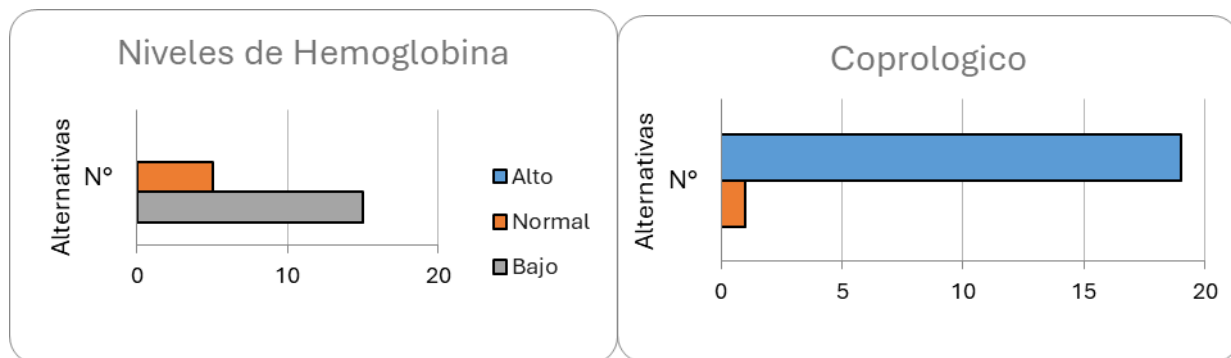 Niveles de Hemoglobina
Alternativas
N°
0
10
20
Alto
Normal
Bajo
Coprologico
Alternativas
N°
0
5
10
15
20